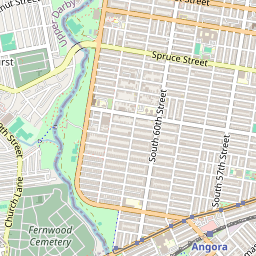 Upper Darby
Spruce Street
South 60th Street
South 57th Street
Church Lane
Fernwood
Cemetery
Angora